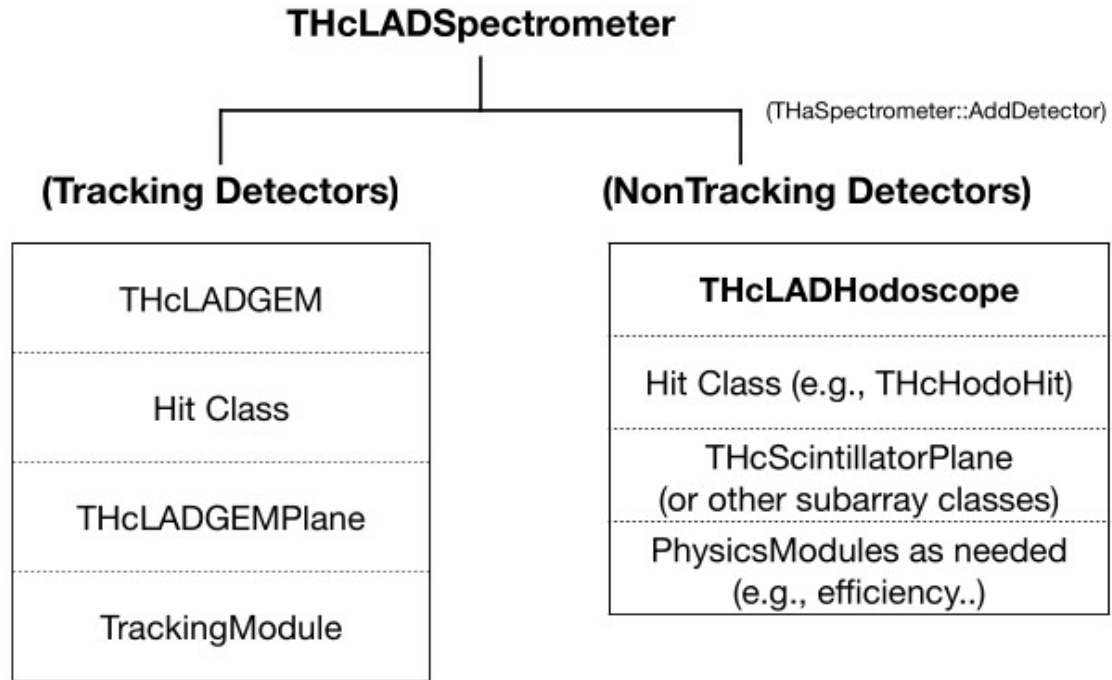 THcLADSpectrometer
(THaSpectrometer::AddDetector)
(Tracking Detectors)
(NonTracking Detectors)
THcLADGEM
Hit Class
THcLADGEMPlane
TrackingModule
THcLADHodoscope
Hit Class (e.g., THcHodoHit)
THcScintillatorPlane
(or other subarray classes)
PhysicsModules as needed
(e.g., efficiency..)